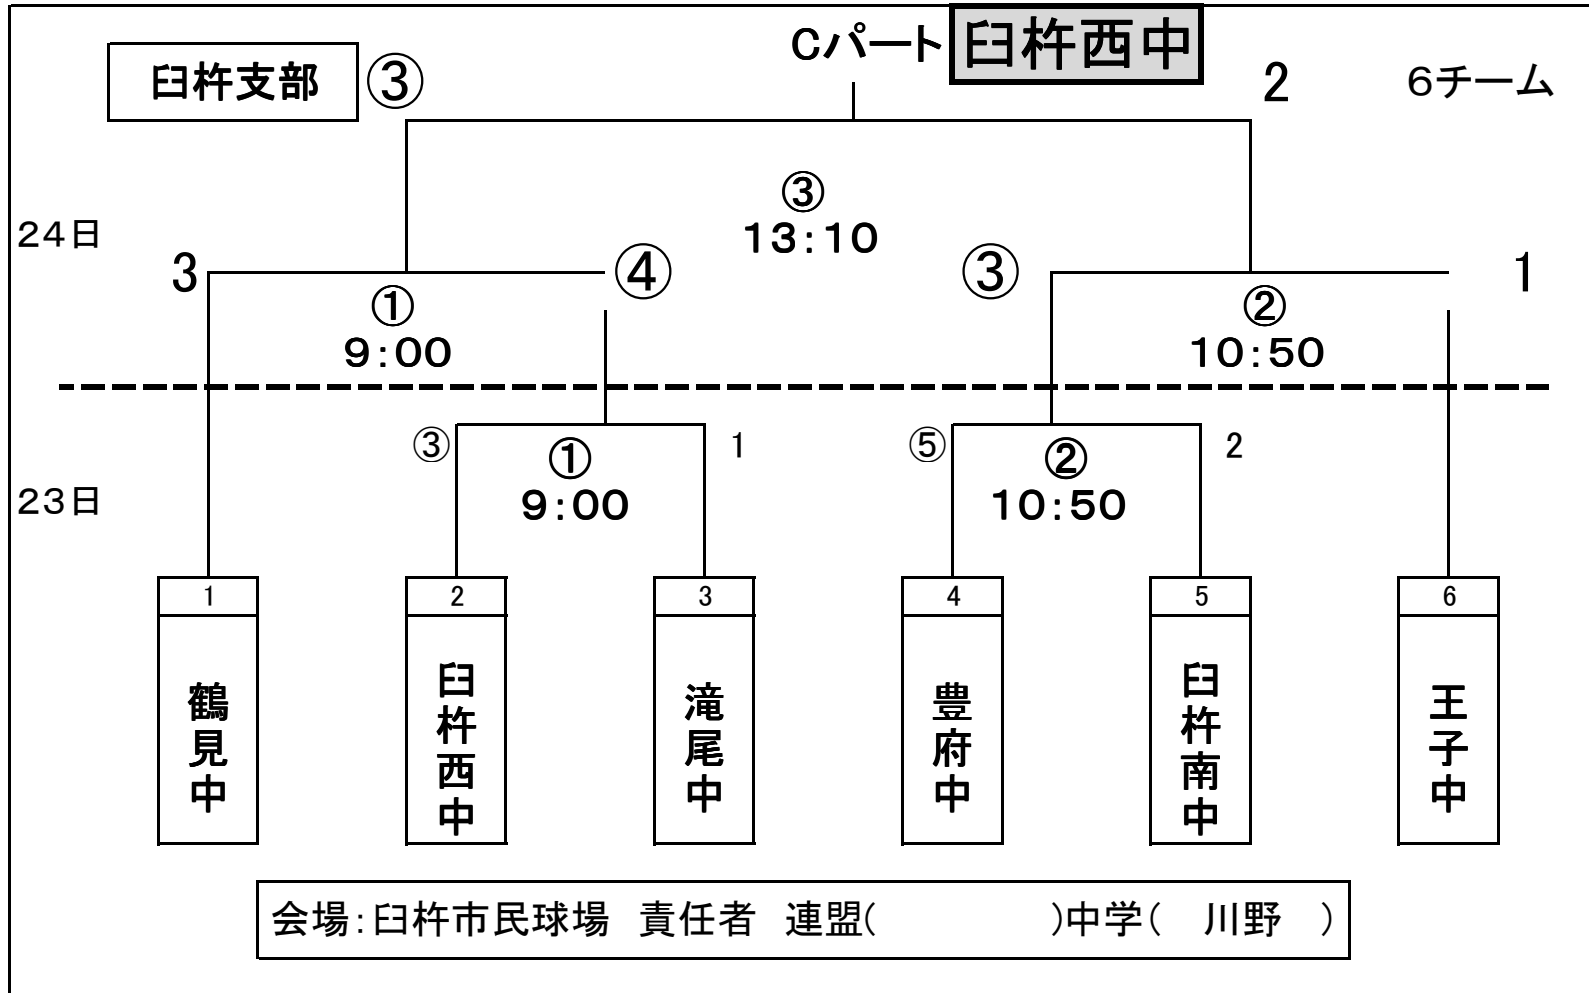 Cパート 臼杵西中
臼杵支部 ③ 2 6チーム
③
13:10
24日
3 ④ ③ 1
① ②
9:00 10:50
③ 1 ⑤ 2
① ②
23日 9:00 10:50
1 2 3 4 5 6
鶴見中
臼杵西中
滝尾中
豊府中
臼杵南中
王子中
会場:臼杵市民球場 責任者 連盟( )中学( 川野 )